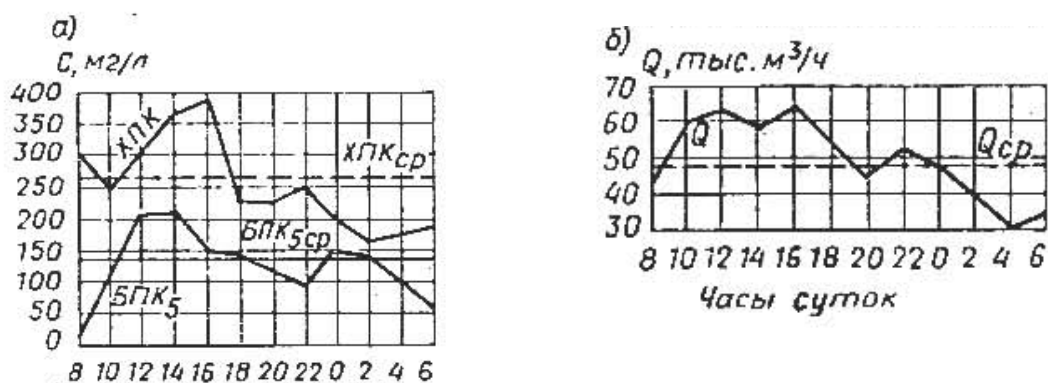 а)
С, мг/л
400
350
300
250
200
150
100
50
0
ХПК
ХПКср
БПК5ср
БПК5
8 10 12 14 16 18 20 22 0 2 4 6
б)
Q, тыс. м³/ч
70
60
50
40
30
Q
Qср
8 10 12 14 16 18 20 22 0 2 4 6
Часы суток